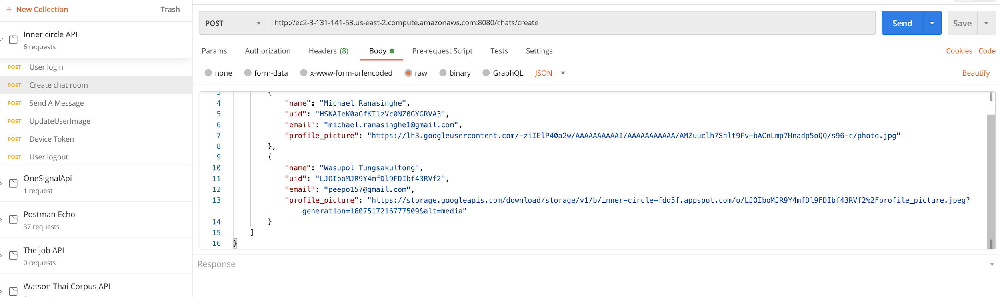 + New Collection
Trash
Inner circle API
6 requests
POST User login
POST Create chat room
POST Send A Message
POST UpdateUserImage
POST Device Token
POST User logout
OneSignalApi
1 request
Postman Echo
37 requests
The job API
0 requests
Watson Thai Corpus API
POST
http://ec2-3-131-141-53.us-east-2.compute.amazonaws.com:8080/chats/create
Send
Save
Params Authorization Headers (8) Body Pre-request Script Tests Settings
Cookies Code
none form-data x-www-form-urlencoded raw binary GraphQL JSON
Beautify
3 {
4 "name": "Michael Ranasinghe",
5 "uid": "HSKAIeK0aGfKIlzVc0NZ0GYGRVA3",
6 "email": "michael.ranasinghe1@gmail.com",
7 "profile_picture": "https://lh3.googleusercontent.com/-ziIElP40a2w/AAAAAAAAAAI/AAAAAAAAAAA/AMZuuclh7Shlt9Fv-bACnLmp7Hnadp5oQQ/s96-c/photo.jpg"
8 },
9 {
10 "name": "Wasupol Tungsakultong",
11 "uid": "LJOIboMJR9Y4mfDl9FDIbf43RVf2",
12 "email": "peepo157@gmail.com",
13 "profile_picture": "https://storage.googleapis.com/download/storage/v1/b/inner-circle-fdd5f.appspot.com/o/LJOIboMJR9Y4mfDl9FDIbf43RVf2%2Fprofile_picture.jpeg?
generation=1607517216777509&alt=media"
14 }
15 ]
16 }
Response